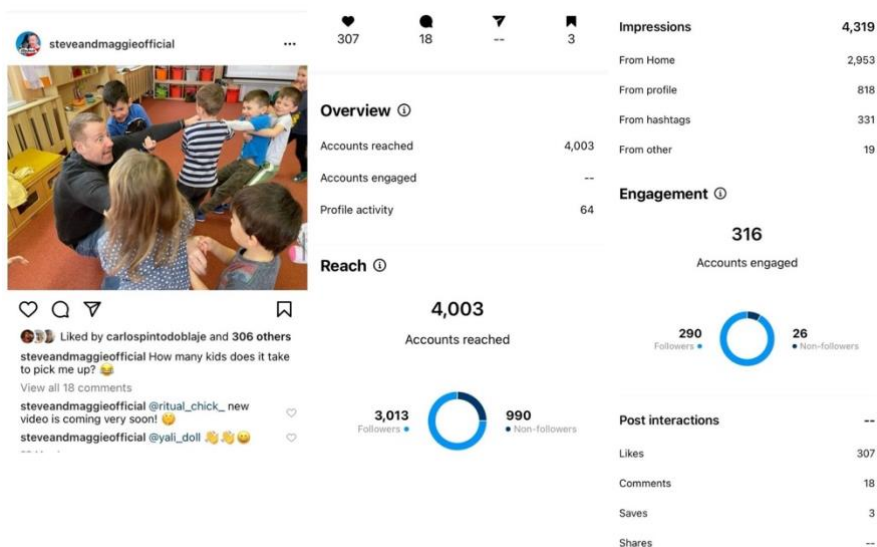 steveandmaggieofficial
Liked by carlospintodoblaje and 306 others
steveandmaggieofficial How many kids does it take
to pick me up? 😂
View all 18 comments
steveandmaggieofficial @ritual_chick_ new
video is coming very soon! 🤗
steveandmaggieofficial @yali_doll 👋👋😀
307 18 -- 3
Overview
Accounts reached 4,003
Accounts engaged --
Profile activity 64
Reach
4,003
Accounts reached
3,013 990
Followers Non-followers
Impressions 4,319
From Home 2,953
From profile 818
From hashtags 331
From other 19
Engagement
316
Accounts engaged
290 26
Followers Non-followers
Post interactions --
Likes 307
Comments 18
Saves 3
Shares --